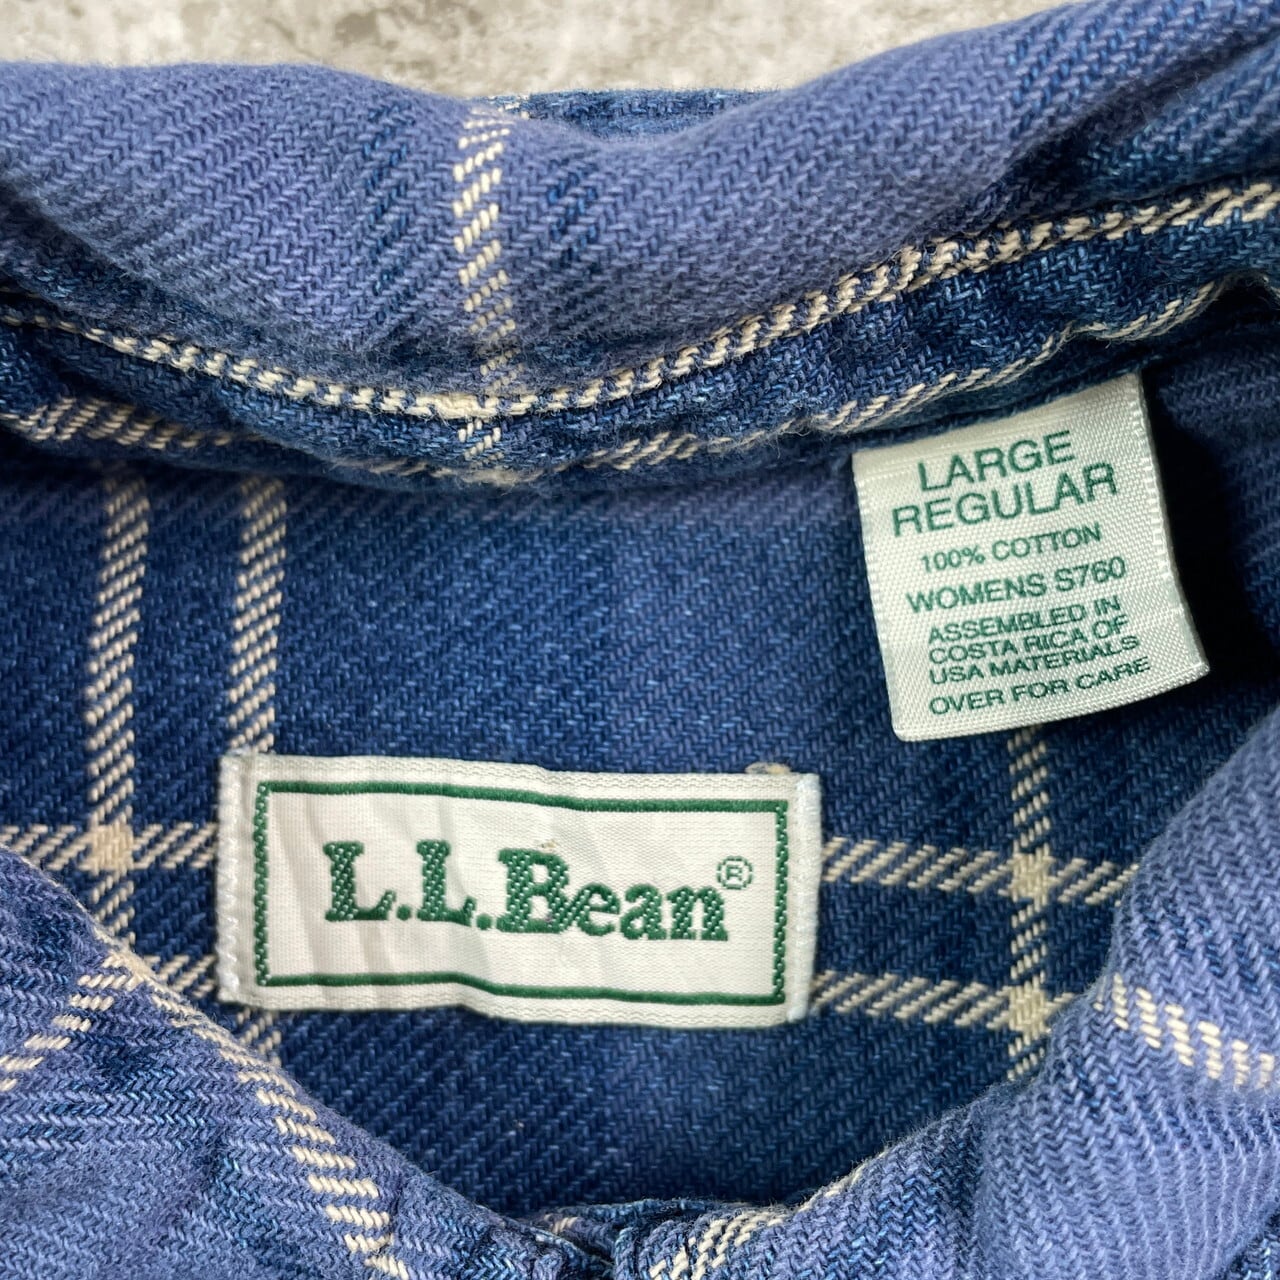 LARGE
REGULAR
100% COTTON
WOMENS S760
ASSEMBLED IN
COSTA RICA OF
USA MATERIALS
OVER FOR CARE
L.L.Bean®